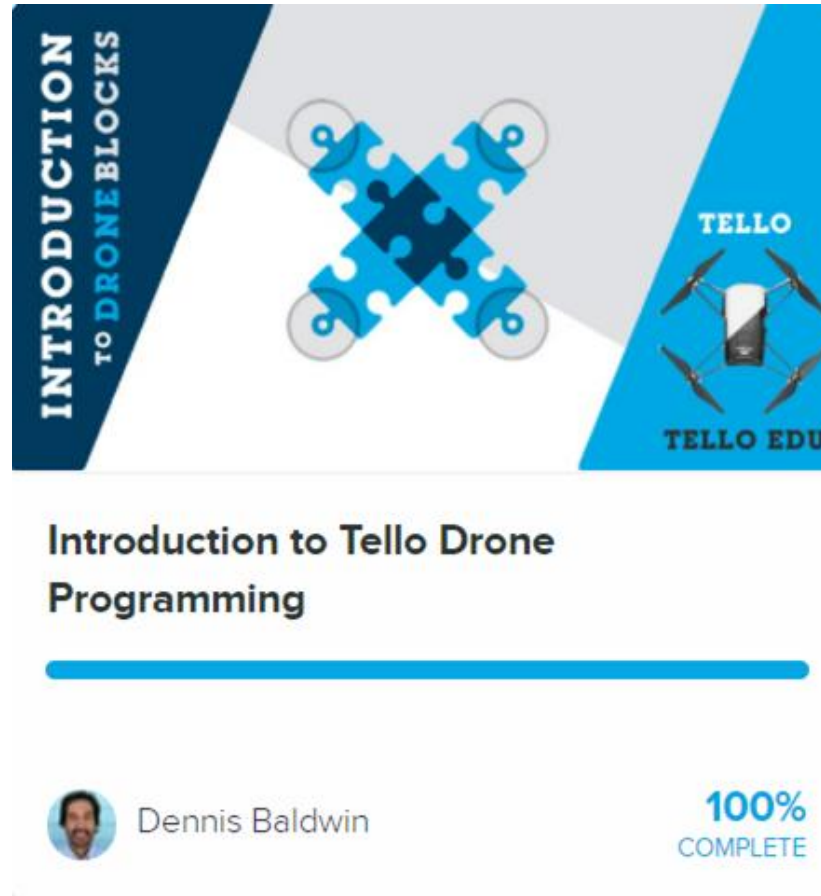 INTRODUCTION
TO DRONEBLOCKS
TELLO
TELLO EDU
Introduction to Tello Drone
Programming
Dennis Baldwin
100%
COMPLETE